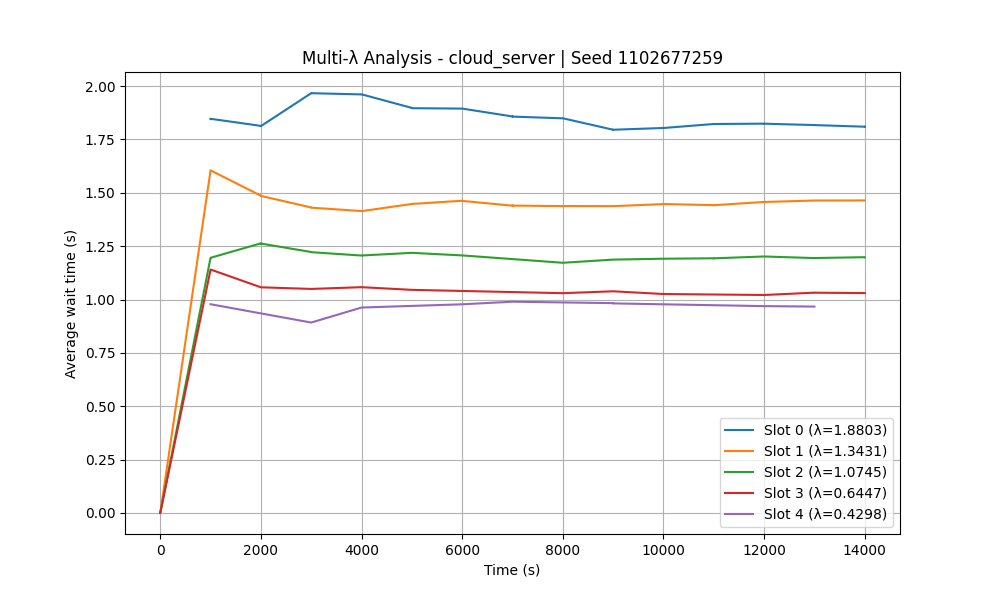 Multi-λ Analysis - cloud_server | Seed 1102677259
Average wait time (s)
2.00
1.75
1.50
1.25
1.00
0.75
0.50
0.25
0.00
Slot 0 (λ=1.8803)
Slot 1 (λ=1.3431)
Slot 2 (λ=1.0745)
Slot 3 (λ=0.6447)
Slot 4 (λ=0.4298)
0 2000 4000 6000 8000 10000 12000 14000
Time (s)